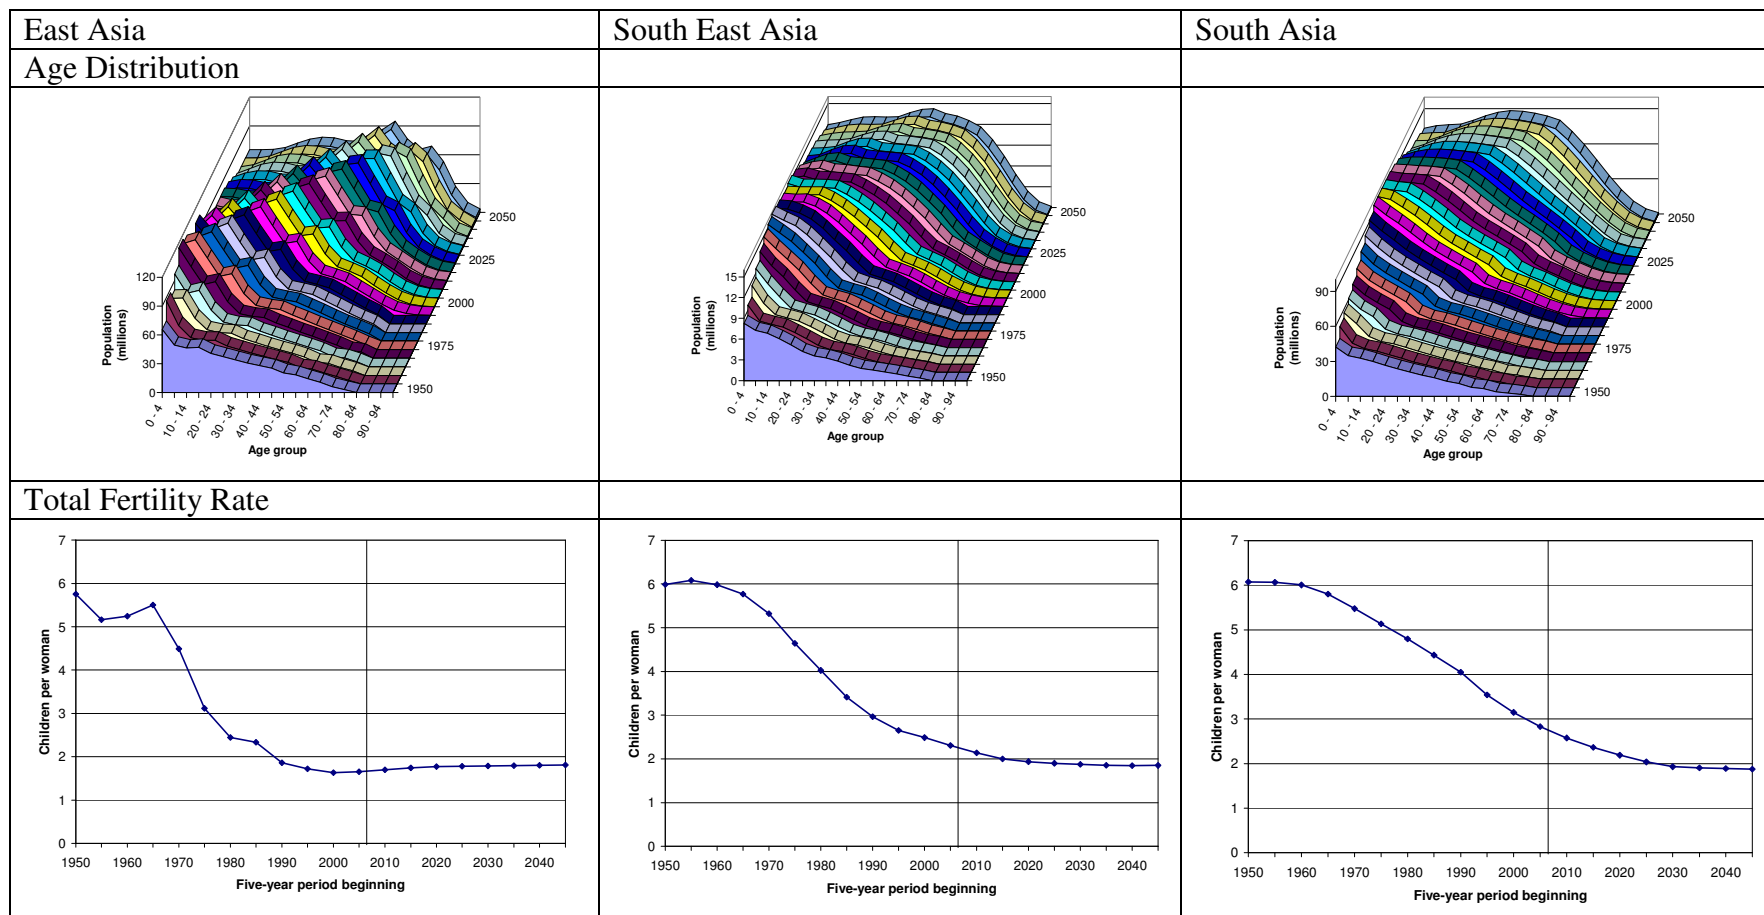 East Asia
South East Asia
South Asia
Age Distribution
120
90
60
30
0
Population
(millions)
0 - 4
10 - 14
20 - 24
30 - 34
40 - 44
50 - 54
60 - 64
70 - 74
80 - 84
90 - 94
Age group
2050
2025
2000
1975
1950
15
12
9
6
3
0
Population
(millions)
0 - 4
10 - 14
20 - 24
30 - 34
40 - 44
50 - 54
60 - 64
70 - 74
80 - 84
90 - 94
Age group
2050
2025
2000
1975
1950
90
60
30
0
Population
(millions)
0 - 4
10 - 14
20 - 24
30 - 34
40 - 44
50 - 54
60 - 64
70 - 74
80 - 84
90 - 94
Age group
2050
2025
2000
1975
1950
Total Fertility Rate
7
6
5
4
3
2
1
0
Children per woman
1950 1960 1970 1980 1990 2000 2010 2020 2030 2040
Five-year period beginning
7
6
5
4
3
2
1
0
Children per woman
1950 1960 1970 1980 1990 2000 2010 2020 2030 2040
Five-year period beginning
7
6
5
4
3
2
1
0
Children per woman
1950 1960 1970 1980 1990 2000 2010 2020 2030 2040
Five-year period beginning